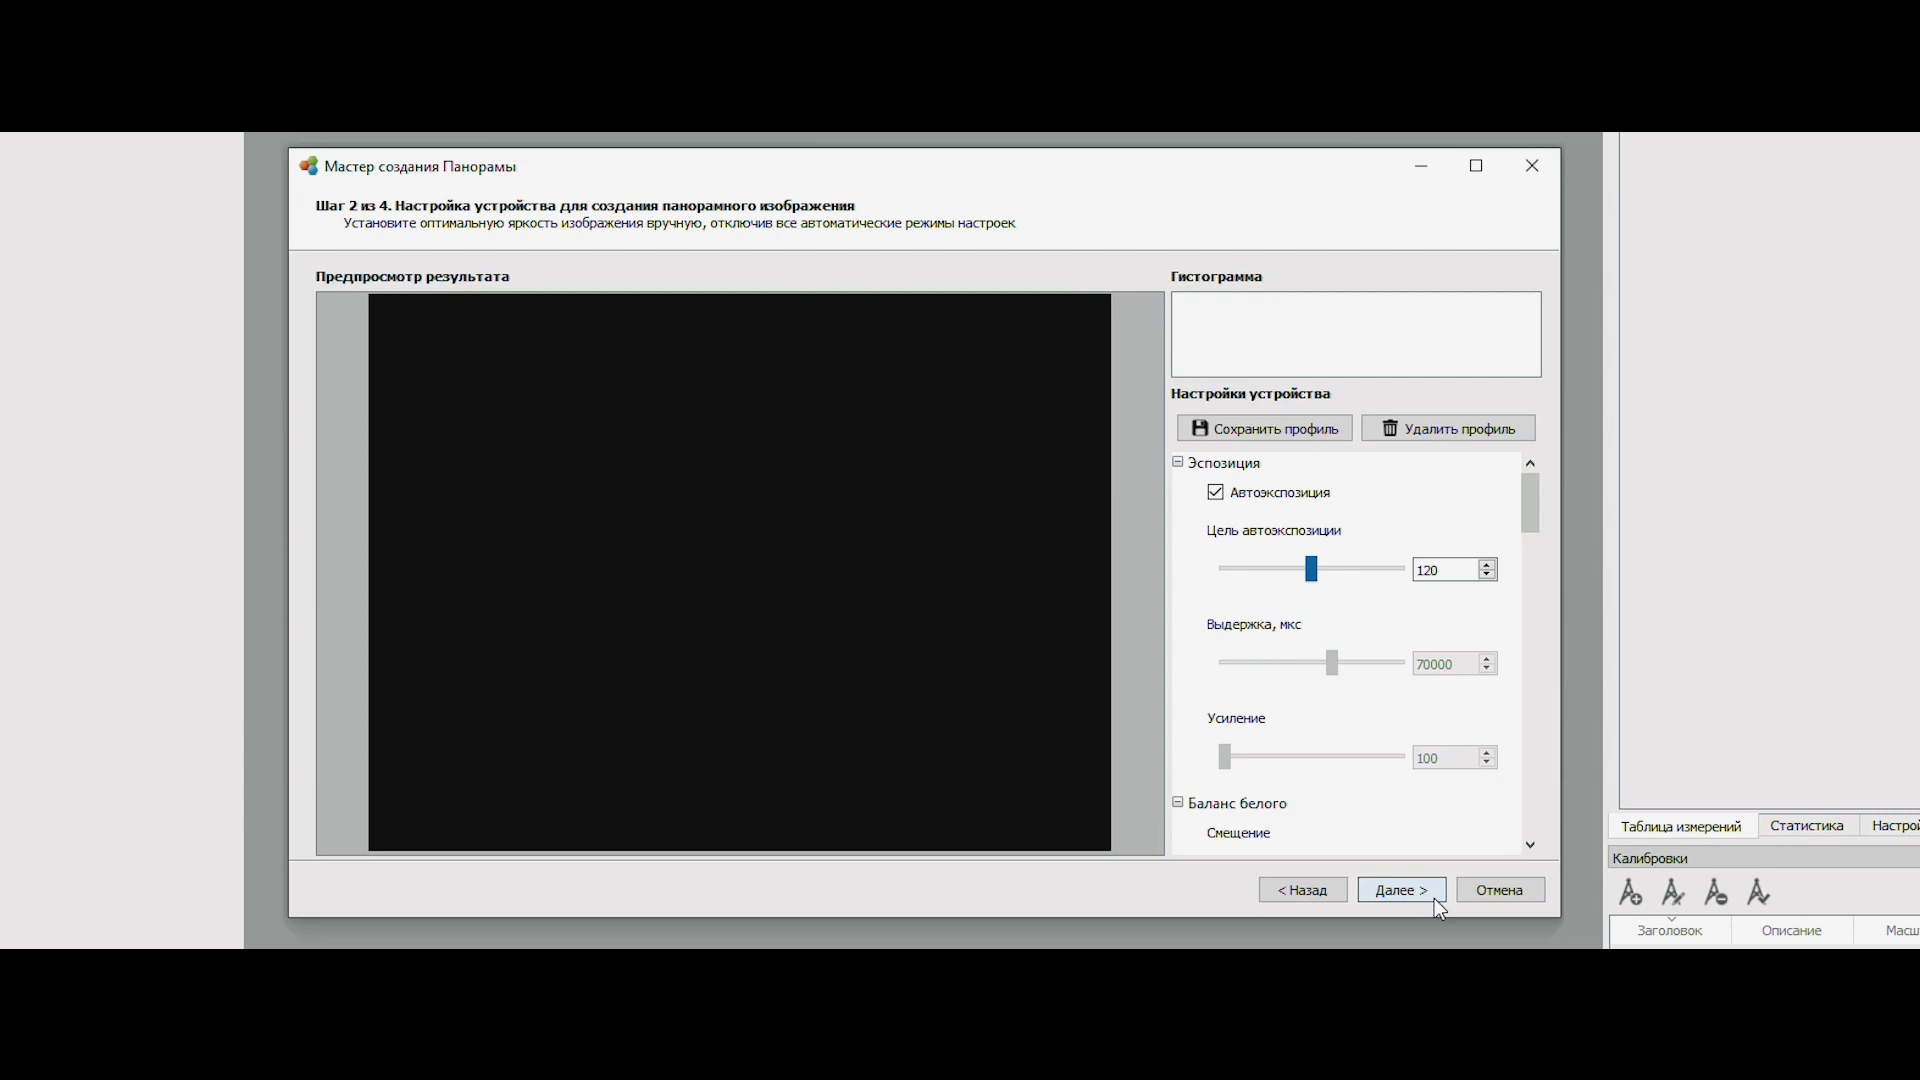 Мастер создания Панорамы
Шаг 2 из 4. Настройка устройства для создания панорамного изображения
Установите оптимальную яркость изображения вручную, отключив все автоматические режимы настроек
Предпросмотр результата
Гистограмма
Настройки устройства
Сохранить профиль
Удалить профиль
Эспозиция
Автоэкспозиция
Цель автоэкспозиции
120
Выдержка, мкс
70000
Усиление
100
Баланс белого
Смещение
< Назад
Далее >
Отмена
Таблица измерений
Статистика
Настрой
Калибровки
Заголовок
Описание
Масш